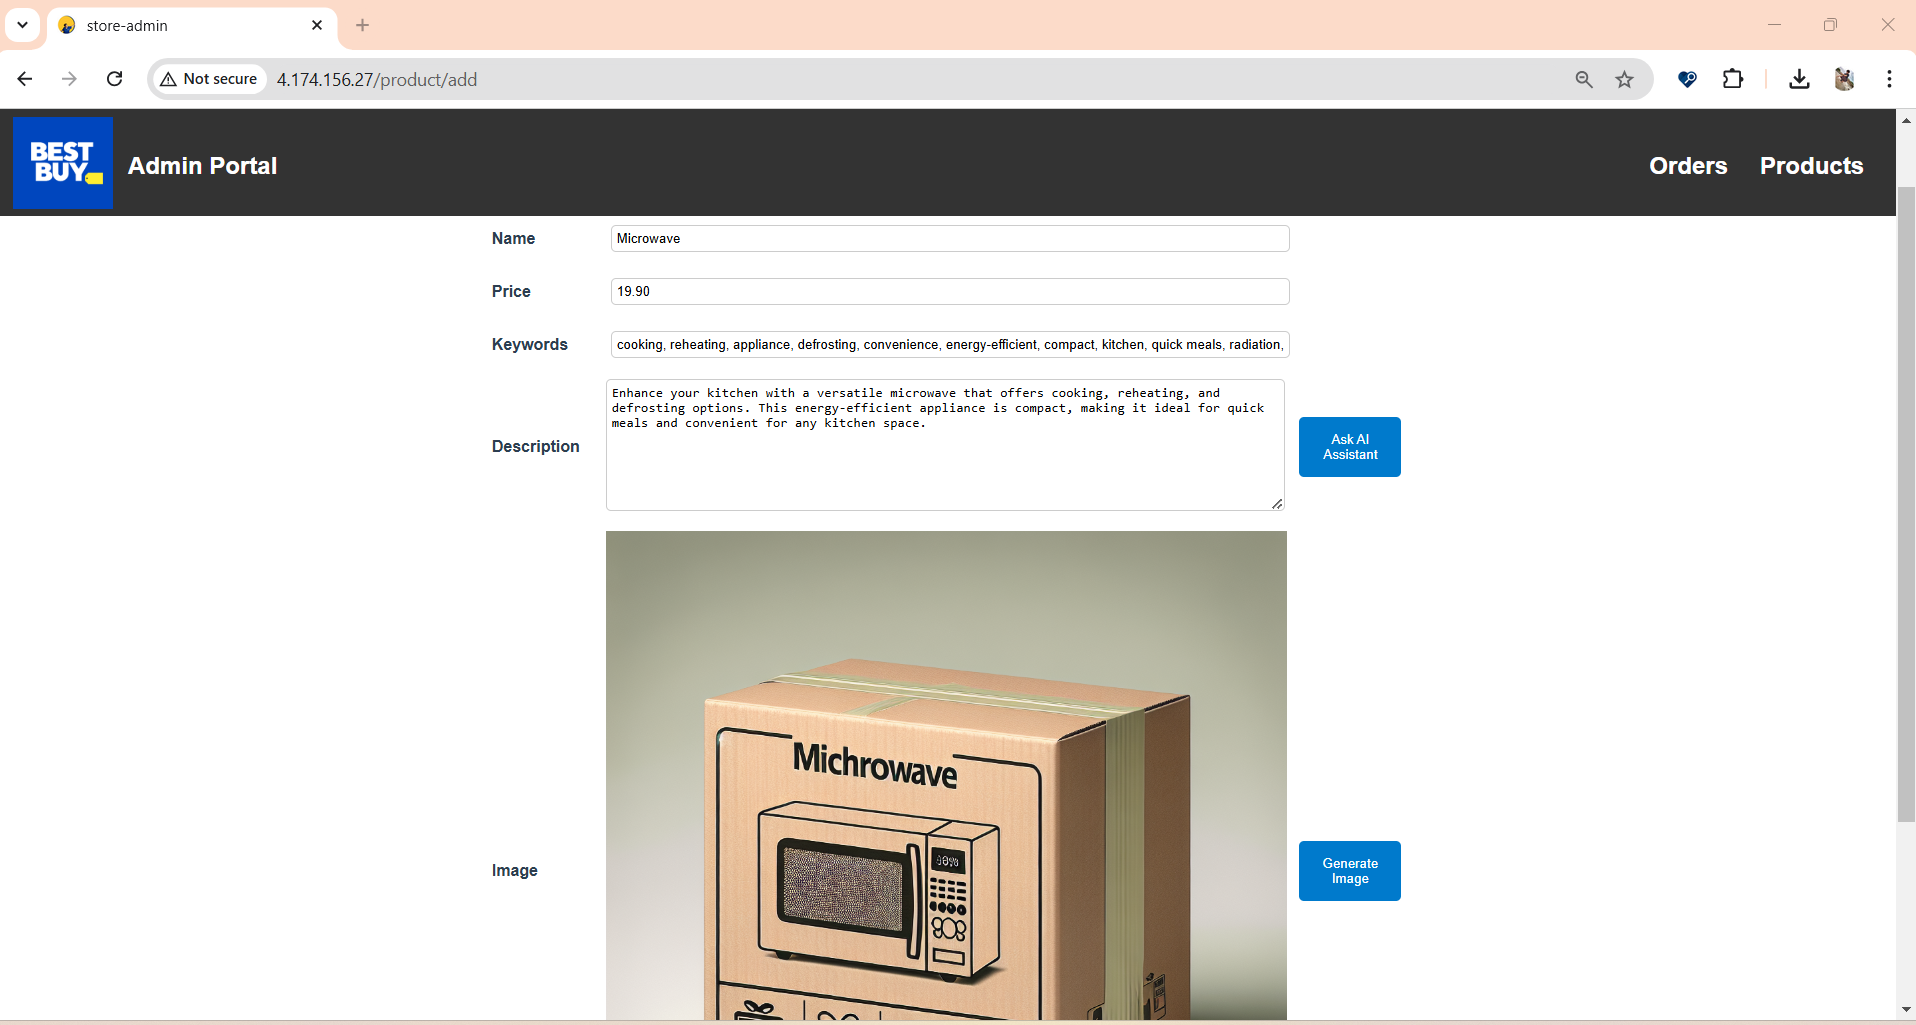 store-admin
Not secure
4.174.156.27/product/add
BEST
BUY
Admin Portal
Orders
Products
Name
Microwave
Price
19.90
Keywords
cooking, reheating, appliance, defrosting, convenience, energy-efficient, compact, kitchen, quick meals, radiation,
Description
Enhance your kitchen with a versatile microwave that offers cooking, reheating, and
defrosting options. This energy-efficient appliance is compact, making it ideal for quick
meals and convenient for any kitchen space.
Ask AI
Assistant
Michrowave
Image
Generate
Image